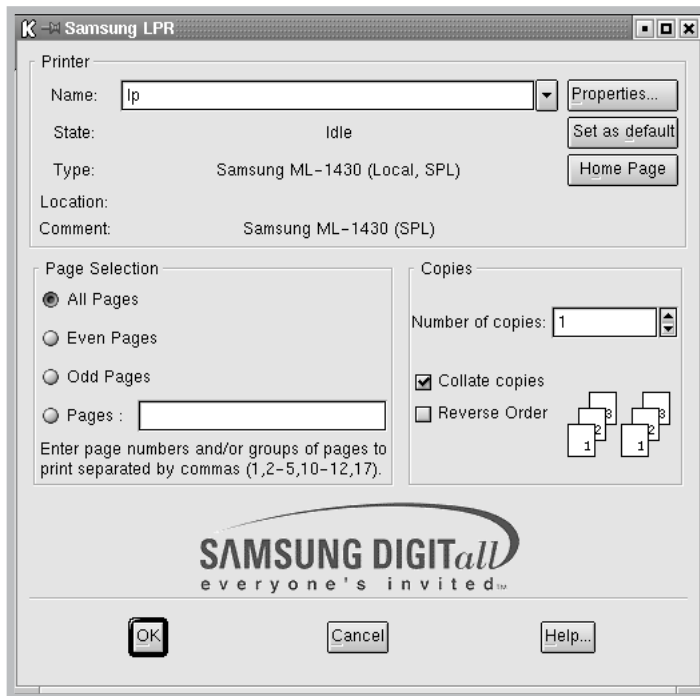 Samsung LPR
Printer
Name: lp
Properties...
State: Idle
Set as default
Type: Samsung ML-1430 (Local, SPL)
Home Page
Location:
Comment: Samsung ML-1430 (SPL)
Page Selection
All Pages
Even Pages
Odd Pages
Pages :
Enter page numbers and/or groups of pages to
print separated by commas (1,2-5,10-12,17).
Copies
Number of copies: 1
Collate copies
Reverse Order
3 3
2 2
1 1
SAMSUNG DIGITall
everyone's invited™
OK
Cancel
Help...